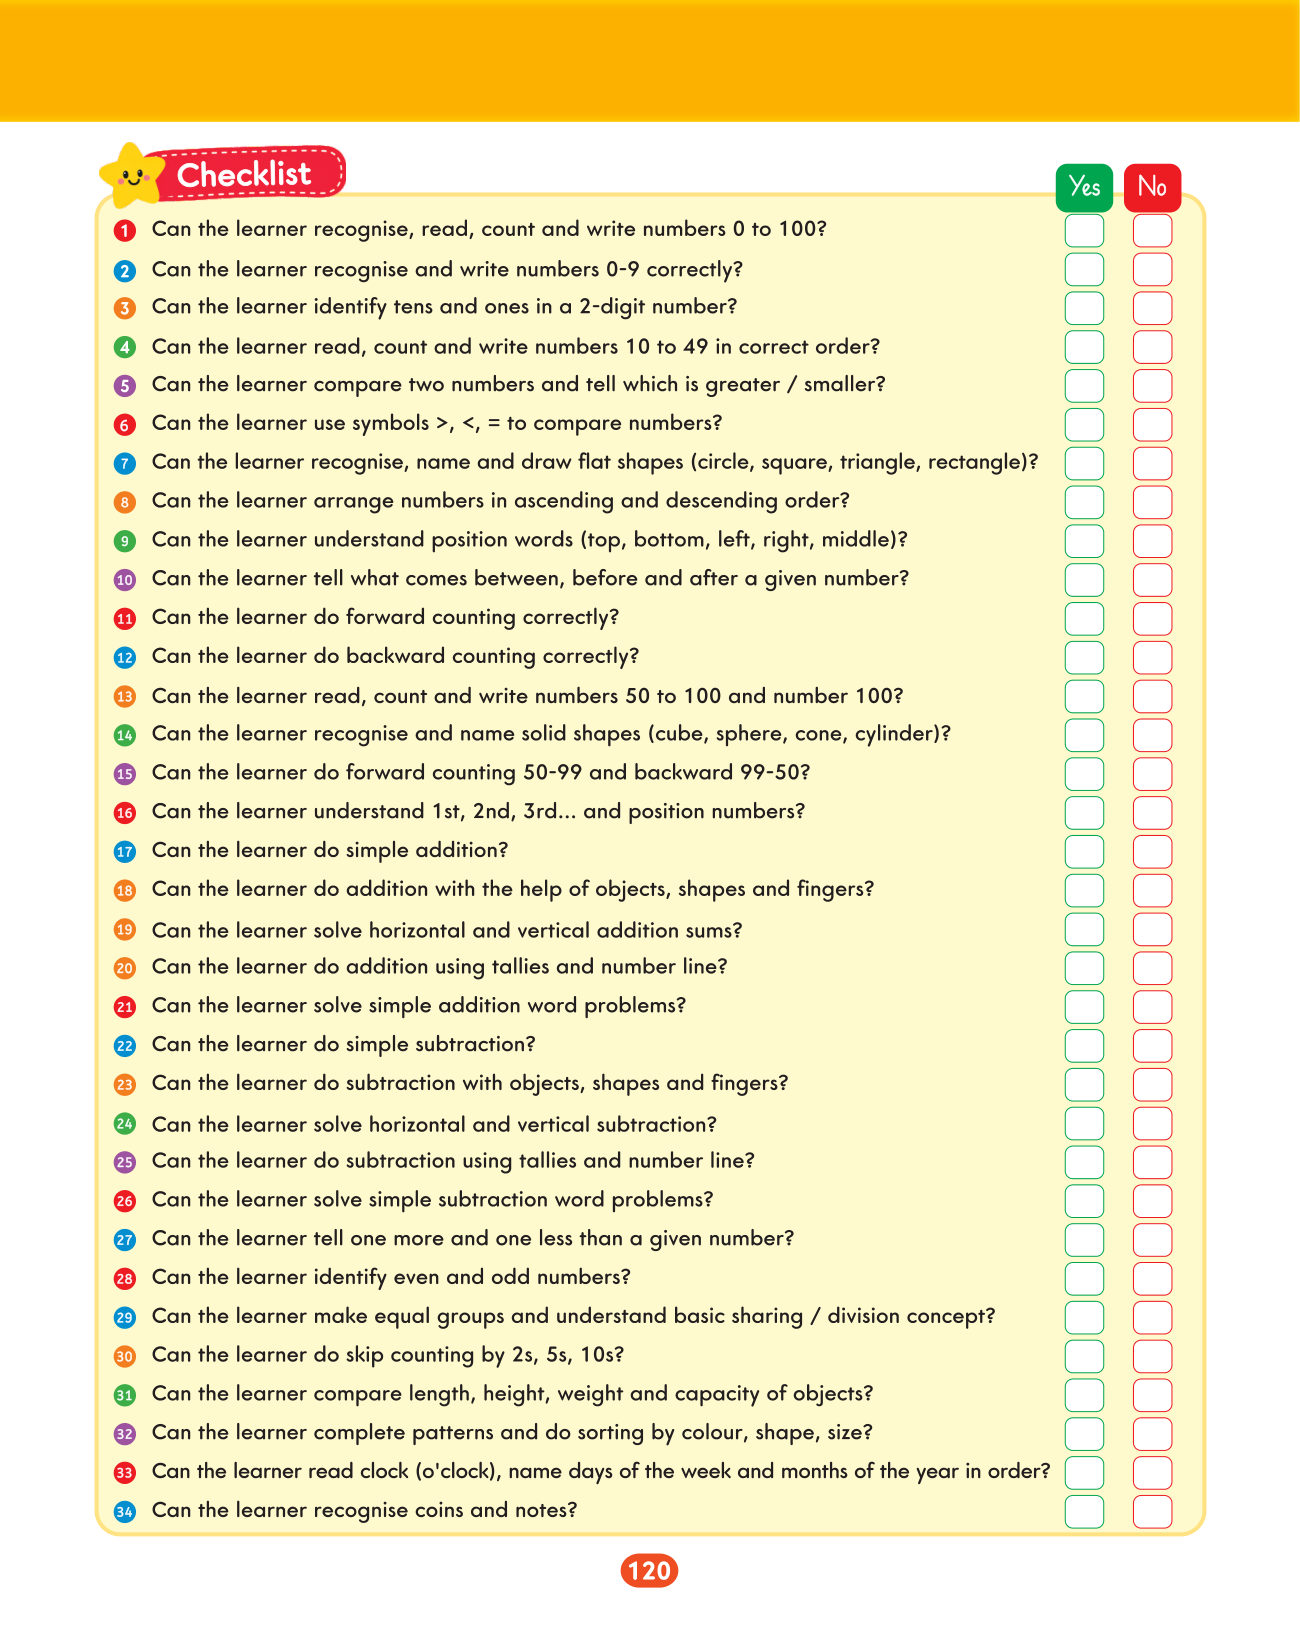 Checklist
Yes No
1 Can the learner recognise, read, count and write numbers 0 to 100?
2 Can the learner recognise and write numbers 0-9 correctly?
3 Can the learner identify tens and ones in a 2-digit number?
4 Can the learner read, count and write numbers 10 to 49 in correct order?
5 Can the learner compare two numbers and tell which is greater / smaller?
6 Can the learner use symbols >, <, = to compare numbers?
7 Can the learner recognise, name and draw flat shapes (circle, square, triangle, rectangle)?
8 Can the learner arrange numbers in ascending and descending order?
9 Can the learner understand position words (top, bottom, left, right, middle)?
10 Can the learner tell what comes between, before and after a given number?
11 Can the learner do forward counting correctly?
12 Can the learner do backward counting correctly?
13 Can the learner read, count and write numbers 50 to 100 and number 100?
14 Can the learner recognise and name solid shapes (cube, sphere, cone, cylinder)?
15 Can the learner do forward counting 50-99 and backward 99-50?
16 Can the learner understand 1st, 2nd, 3rd... and position numbers?
17 Can the learner do simple addition?
18 Can the learner do addition with the help of objects, shapes and fingers?
19 Can the learner solve horizontal and vertical addition sums?
20 Can the learner do addition using tallies and number line?
21 Can the learner solve simple addition word problems?
22 Can the learner do simple subtraction?
23 Can the learner do subtraction with objects, shapes and fingers?
24 Can the learner solve horizontal and vertical subtraction?
25 Can the learner do subtraction using tallies and number line?
26 Can the learner solve simple subtraction word problems?
27 Can the learner tell one more and one less than a given number?
28 Can the learner identify even and odd numbers?
29 Can the learner make equal groups and understand basic sharing / division concept?
30 Can the learner do skip counting by 2s, 5s, 10s?
31 Can the learner compare length, height, weight and capacity of objects?
32 Can the learner complete patterns and do sorting by colour, shape, size?
33 Can the learner read clock (o'clock), name days of the week and months of the year in order?
34 Can the learner recognise coins and notes?
120